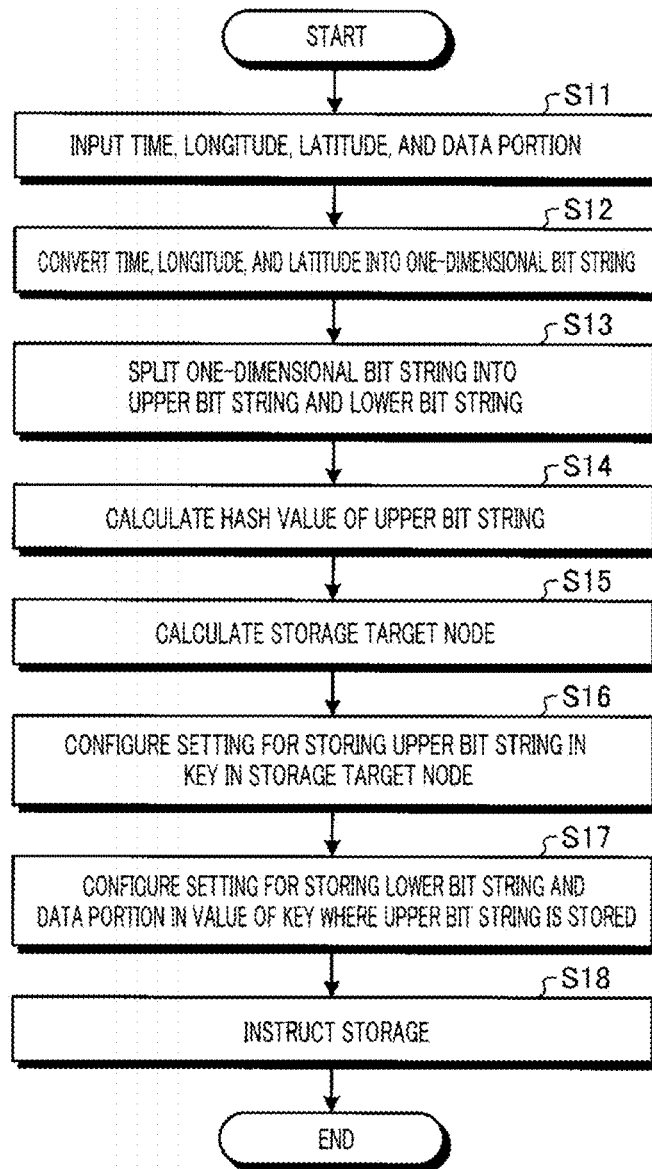 START
S11
INPUT TIME, LONGITUDE, LATITUDE, AND DATA PORTION
S12
CONVERT TIME, LONGITUDE, AND LATITUDE INTO ONE-DIMENSIONAL BIT STRING
S13
SPLIT ONE-DIMENSIONAL BIT STRING INTO
UPPER BIT STRING AND LOWER BIT STRING
S14
CALCULATE HASH VALUE OF UPPER BIT STRING
S15
CALCULATE STORAGE TARGET NODE
S16
CONFIGURE SETTING FOR STORING UPPER BIT STRING IN
KEY IN STORAGE TARGET NODE
S17
CONFIGURE SETTING FOR STORING LOWER BIT STRING AND
DATA PORTION IN VALUE OF KEY WHERE UPPER BIT STRING IS STORED
S18
INSTRUCT STORAGE
END